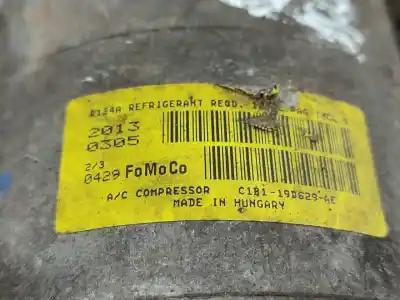 R134A REFRIGERANT REQD.
2013
0305
2/3
0429 FoMoCo
A/C COMPRESSOR C1B1-19D629-AE
MADE IN HUNGARY